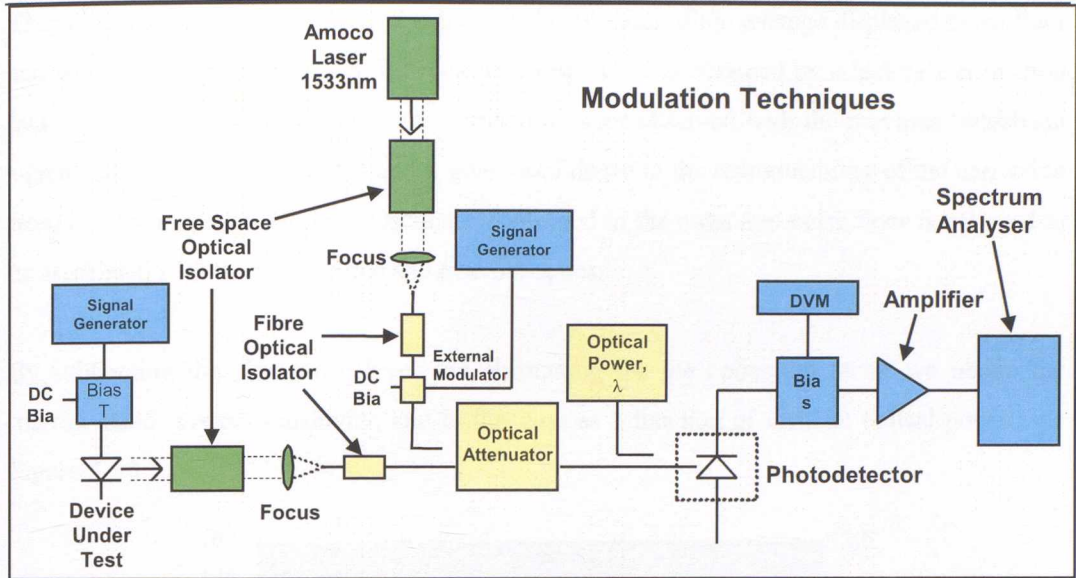 Amoco
Laser
1533nm
Modulation Techniques
Spectrum
Analyser
Free Space
Optical
Isolator
Signal
Generator
Focus
Signal
Generator
DVM
Amplifier
Fibre
Optical
Isolator
Optical
Power,
λ
External
Modulator
DC
Bia
Bias
T
DC
Bia
Bia
s
Optical
Attenuator
Photodetector
Device
Under
Test
Focus